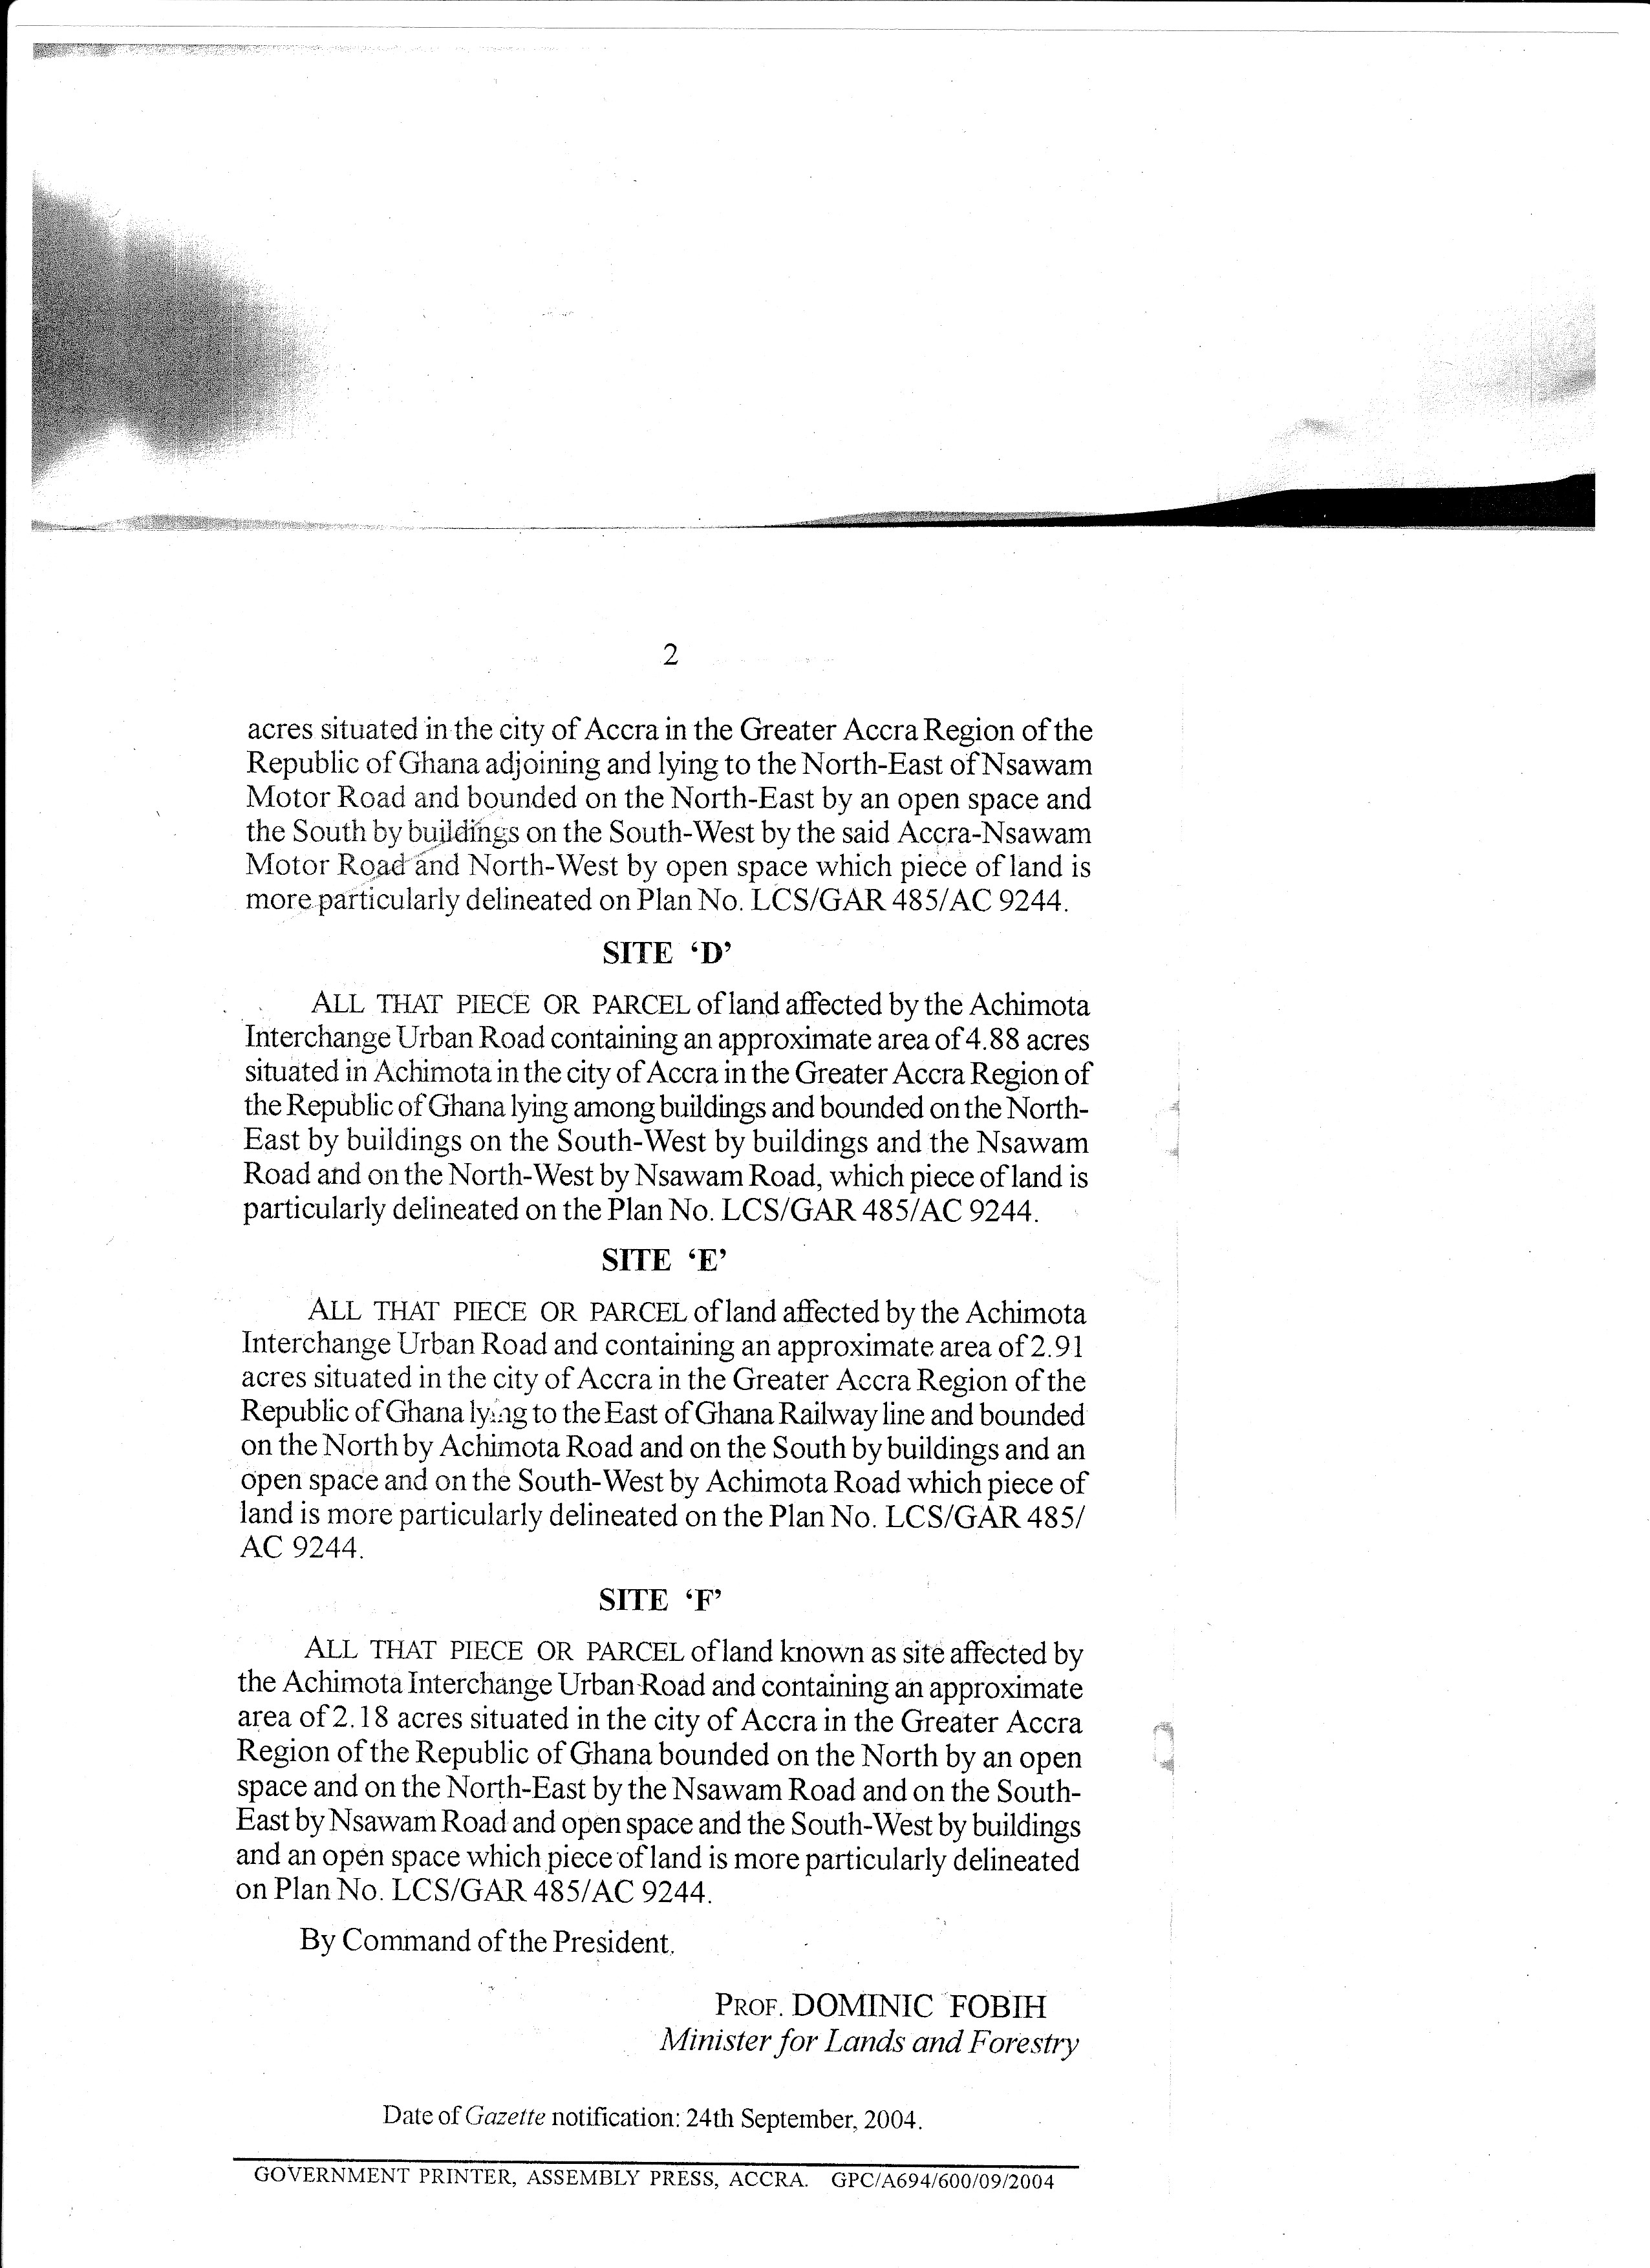 2
acres situated in the city of Accra in the Greater Accra Region of the
Republic of Ghana adjoining and lying to the North-East of Nsawam
Motor Road and bounded on the North-East by an open space and
the South by buildings on the South-West by the said Accra-Nsawam
Motor Road and North-West by open space which piece of land is
more particularly delineated on Plan No. LCS/GAR 485/AC 9244.
SITE ‘D’
ALL THAT PIECE OR PARCEL of land affected by the Achimota
Interchange Urban Road containing an approximate area of 4.88 acres
situated in Achimota in the city of Accra in the Greater Accra Region of
the Republic of Ghana lying among buildings and bounded on the North-
East by buildings on the South-West by buildings and the Nsawam
Road and on the North-West by Nsawam Road, which piece of land is
particularly delineated on the Plan No. LCS/GAR 485/AC 9244.
SITE ‘E’
ALL THAT PIECE OR PARCEL of land affected by the Achimota
Interchange Urban Road and containing an approximate area of 2.91
acres situated in the city of Accra in the Greater Accra Region of the
Republic of Ghana lying to the East of Ghana Railway line and bounded
on the North by Achimota Road and on the South by buildings and an
open space and on the South-West by Achimota Road which piece of
land is more particularly delineated on the Plan No. LCS/GAR 485/
AC 9244.
SITE ‘F’
ALL THAT PIECE OR PARCEL of land known as site affected by
the Achimota Interchange Urban Road and containing an approximate
area of 2.18 acres situated in the city of Accra in the Greater Accra
Region of the Republic of Ghana bounded on the North by an open
space and on the North-East by the Nsawam Road and on the South-
East by Nsawam Road and open space and the South-West by buildings
and an open space which piece of land is more particularly delineated
on Plan No. LCS/GAR 485/AC 9244.
By Command of the President.
PROF. DOMINIC FOBIH
Minister for Lands and Forestry
Date of Gazette notification: 24th September, 2004.
GOVERNMENT PRINTER, ASSEMBLY PRESS, ACCRA. GPC/A694/600/09/2004